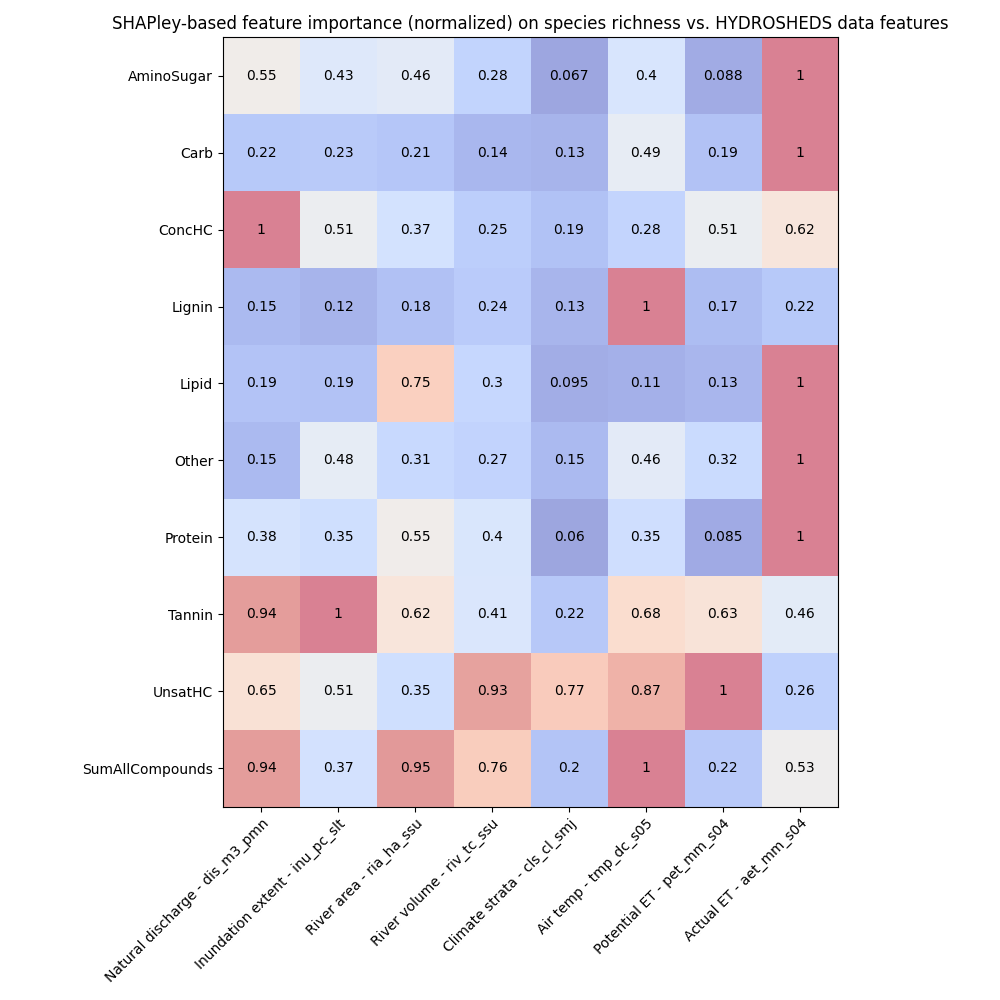 SHAPley-based feature importance (normalized) on species richness vs. HYDROSHEDS data features
AminoSugar 0.55 0.43 0.46 0.28 0.067 0.4 0.088 1
Carb 0.22 0.23 0.21 0.14 0.13 0.49 0.19 1
ConcHC 1 0.51 0.37 0.25 0.19 0.28 0.51 0.62
Lignin 0.15 0.12 0.18 0.24 0.13 1 0.17 0.22
Lipid 0.19 0.19 0.75 0.3 0.095 0.11 0.13 1
Other 0.15 0.48 0.31 0.27 0.15 0.46 0.32 1
Protein 0.38 0.35 0.55 0.4 0.06 0.35 0.085 1
Tannin 0.94 1 0.62 0.41 0.22 0.68 0.63 0.46
UnsatHC 0.65 0.51 0.35 0.93 0.77 0.87 1 0.26
SumAllCompounds 0.94 0.37 0.95 0.76 0.2 1 0.22 0.53
Natural discharge - dis_m3_pmn
Inundation extent - inu_pc_slt
River area - ria_ha_ssu
River volume - riv_tc_ssu
Climate strata - cls_cl_smj
Air temp - tmp_dc_s05
Potential ET - pet_mm_s04
Actual ET - aet_mm_s04